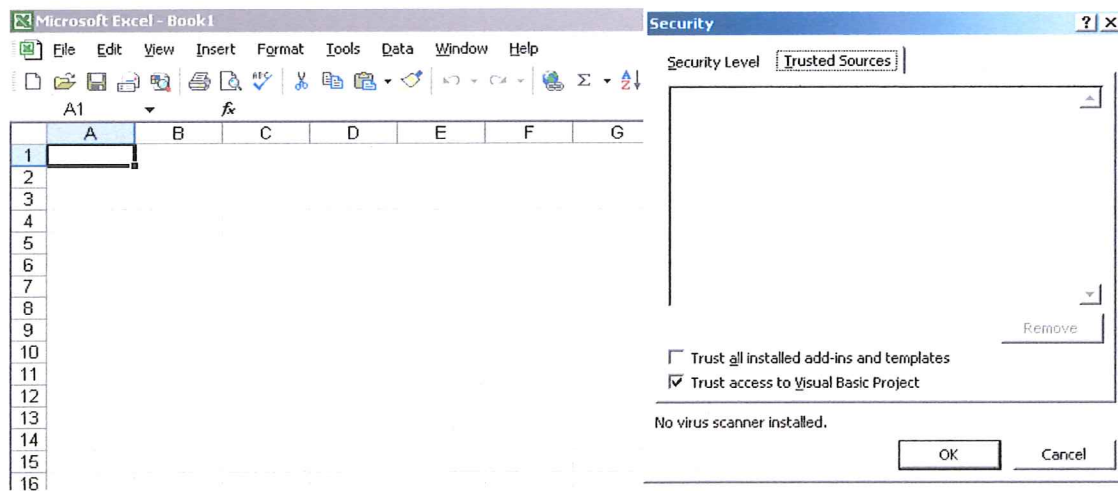 Microsoft Excel - Book1
File Edit View Insert Format Tools Data Window Help
A1 fx
A B C D E F G
1
2
3
4
5
6
7
8
9
10
11
12
13
14
15
16
Security
Security Level Trusted Sources
Remove
Trust all installed add-ins and templates
Trust access to Visual Basic Project
No virus scanner installed.
OK Cancel